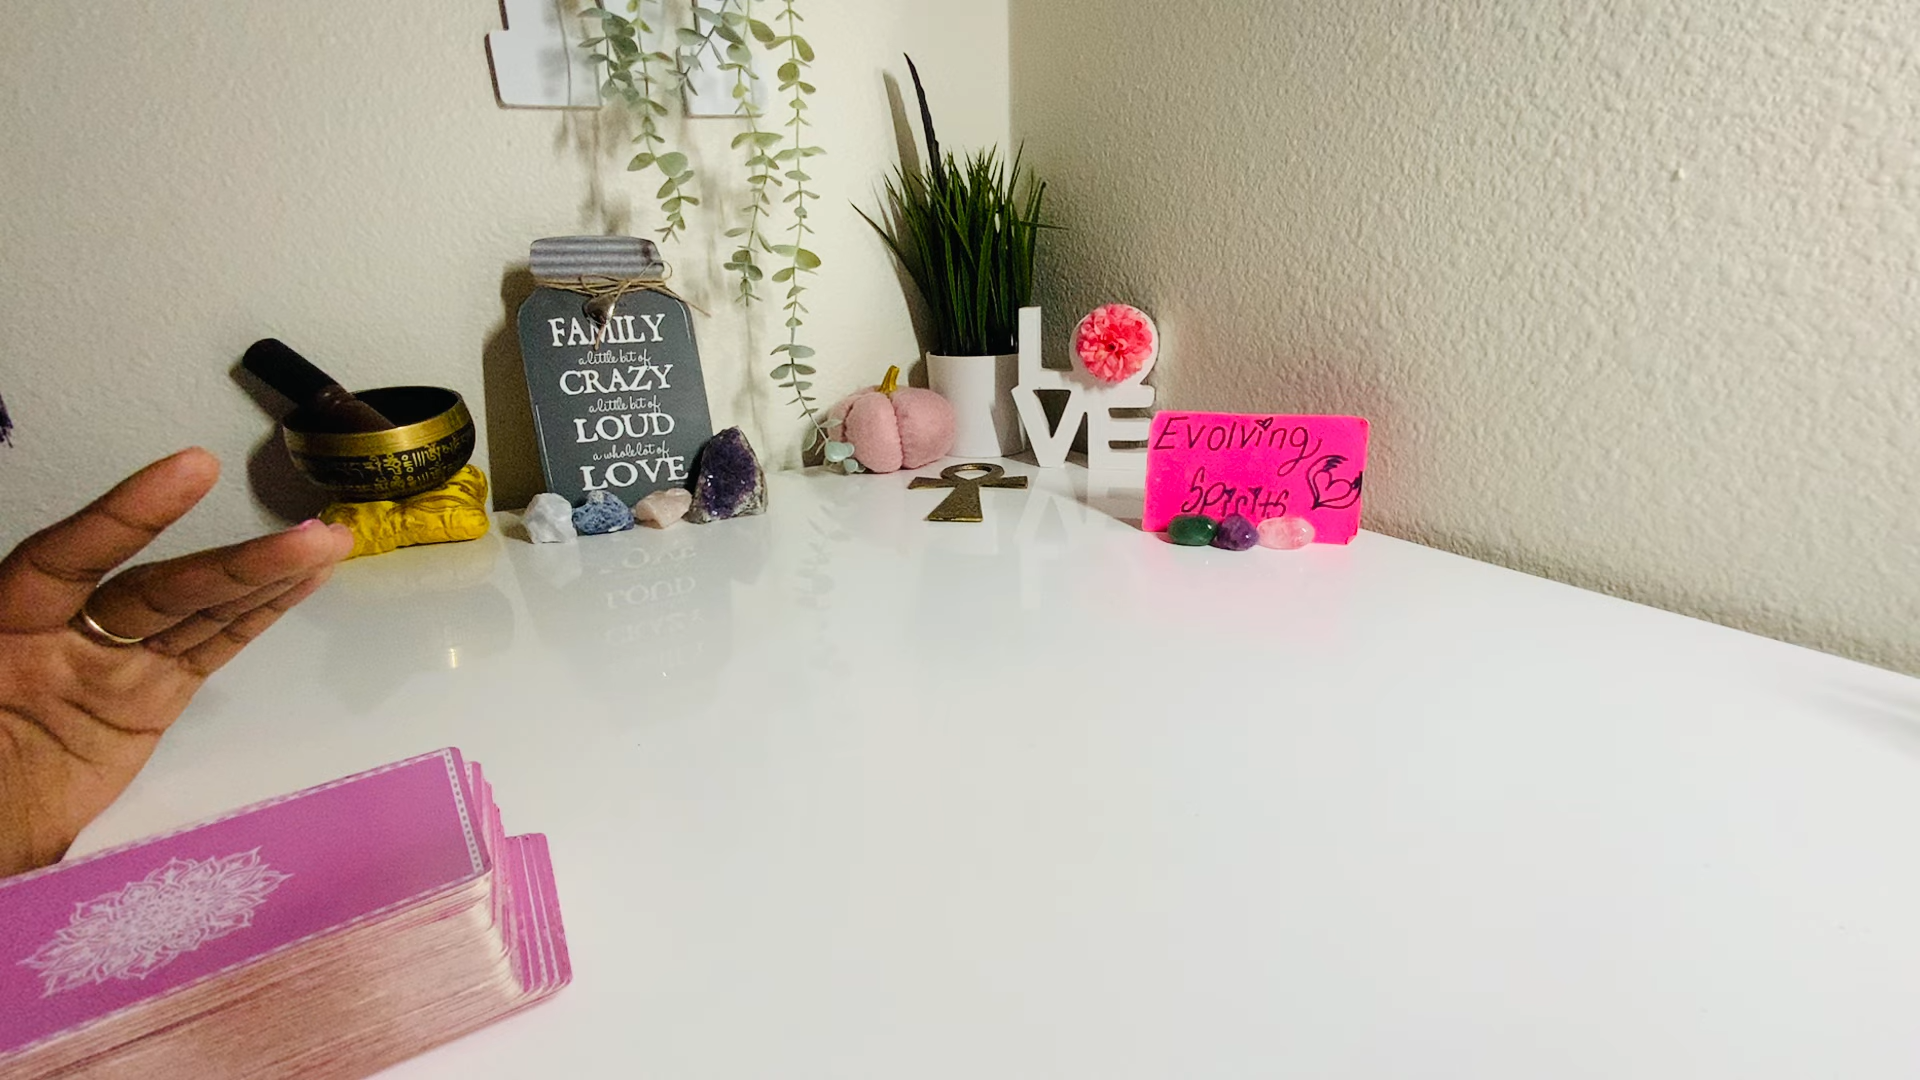 FAMILY
a little bit of
CRAZY
a little bit of
LOUD
a whole lot of
LOVE
LOVE
Evolving
Spirits